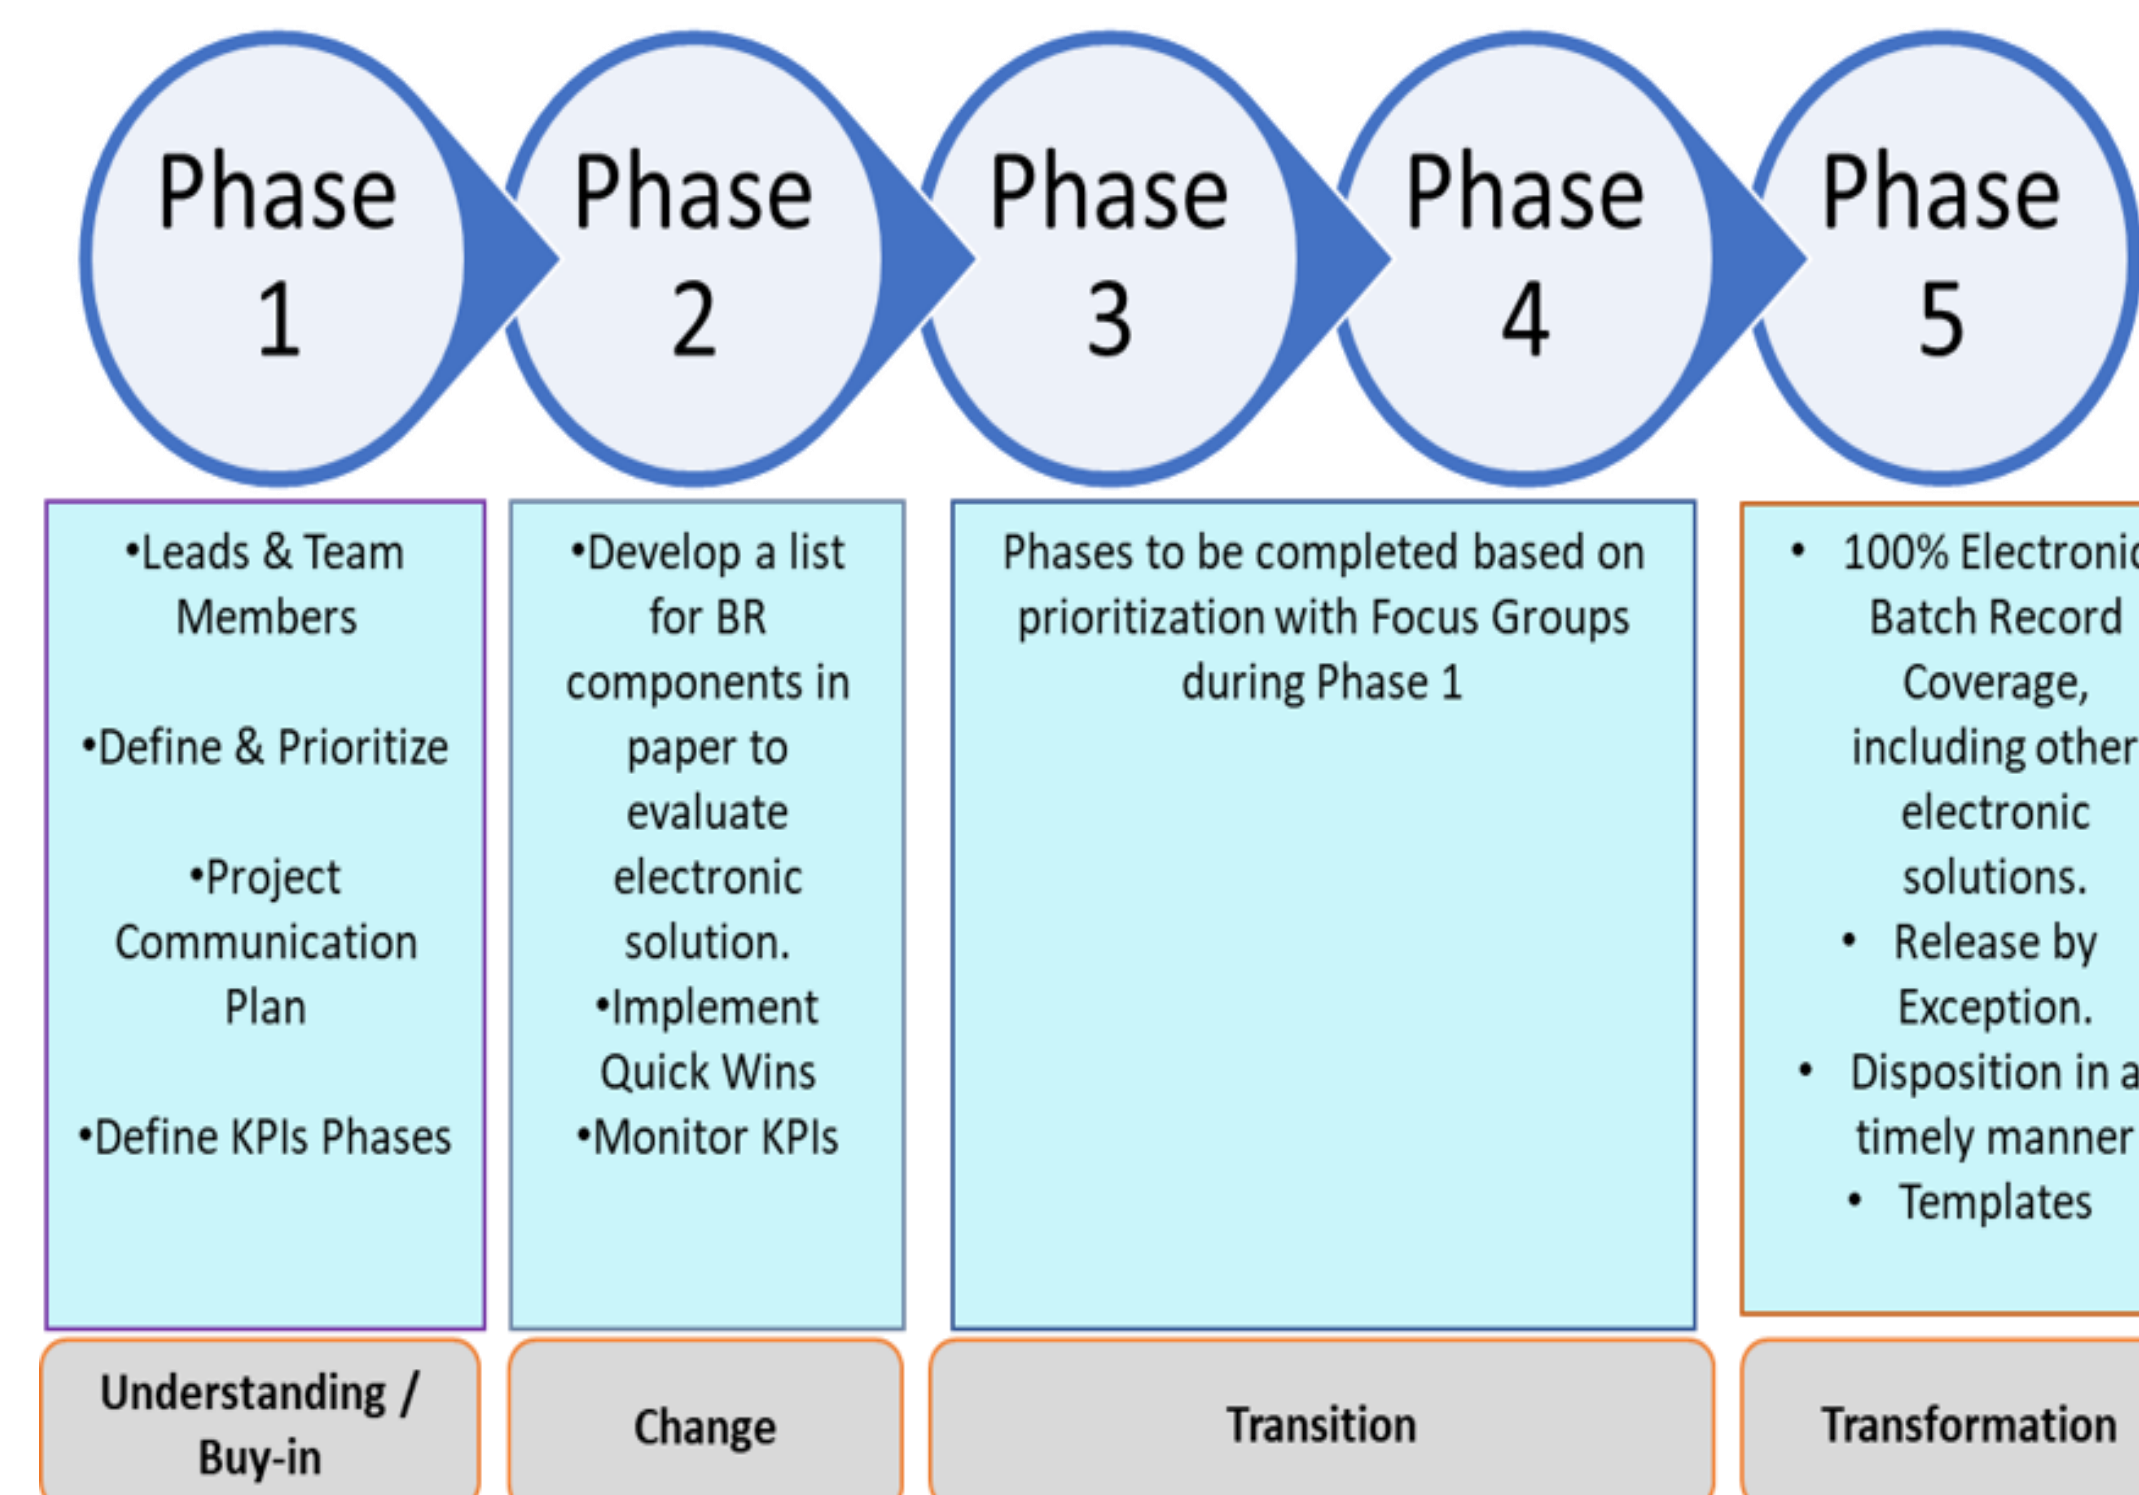 Phase
1
Phase
2
Phase
3
Phase
4
Phase
5
•Leads & Team
Members
•Define & Prioritize
•Project
Communication
Plan
•Define KPIs Phases
•Develop a list
for BR
components in
paper to
evaluate
electronic
solution.
•Implement
Quick Wins
•Monitor KPIs
Phases to be completed based on
prioritization with Focus Groups
during Phase 1
• 100% Electronic
Batch Record
Coverage,
including other
electronic
solutions.
• Release by
Exception.
• Disposition in a
timely manner
• Templates
Understanding /
Buy-in
Change
Transition
Transformation